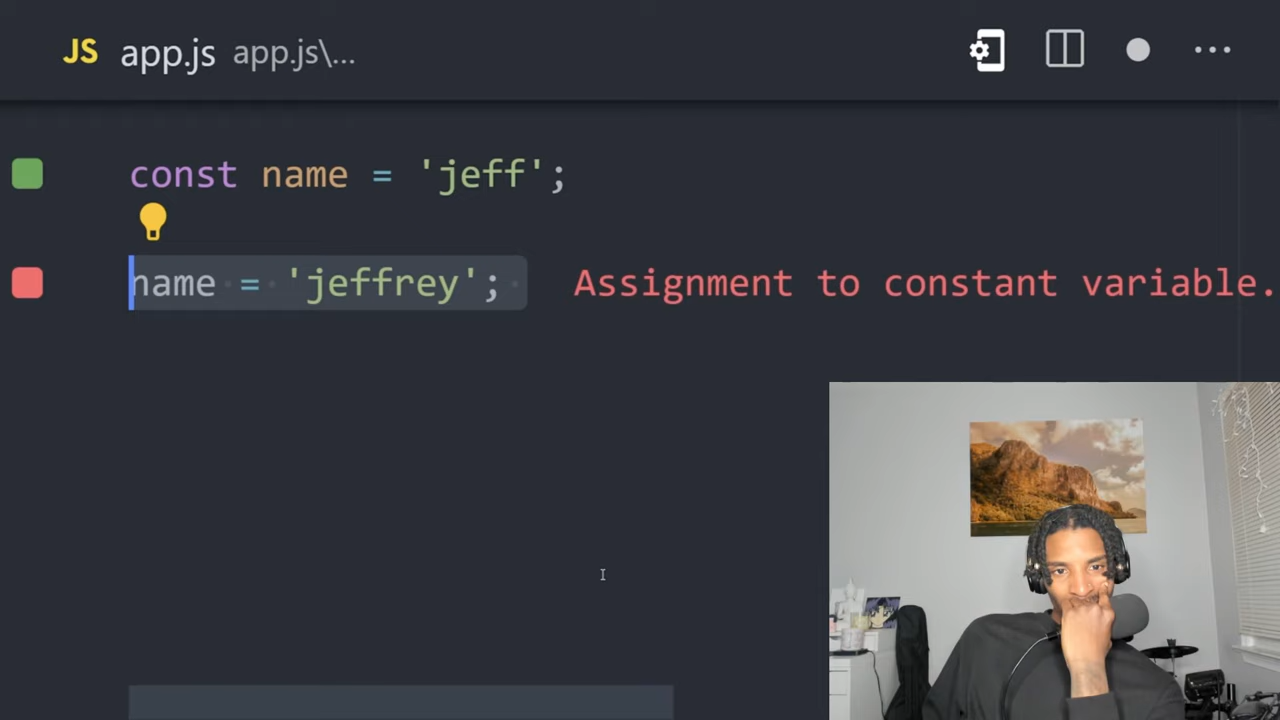 JS app.js app.js\...
const name = 'jeff';
name = 'jeffrey'; Assignment to constant variable.